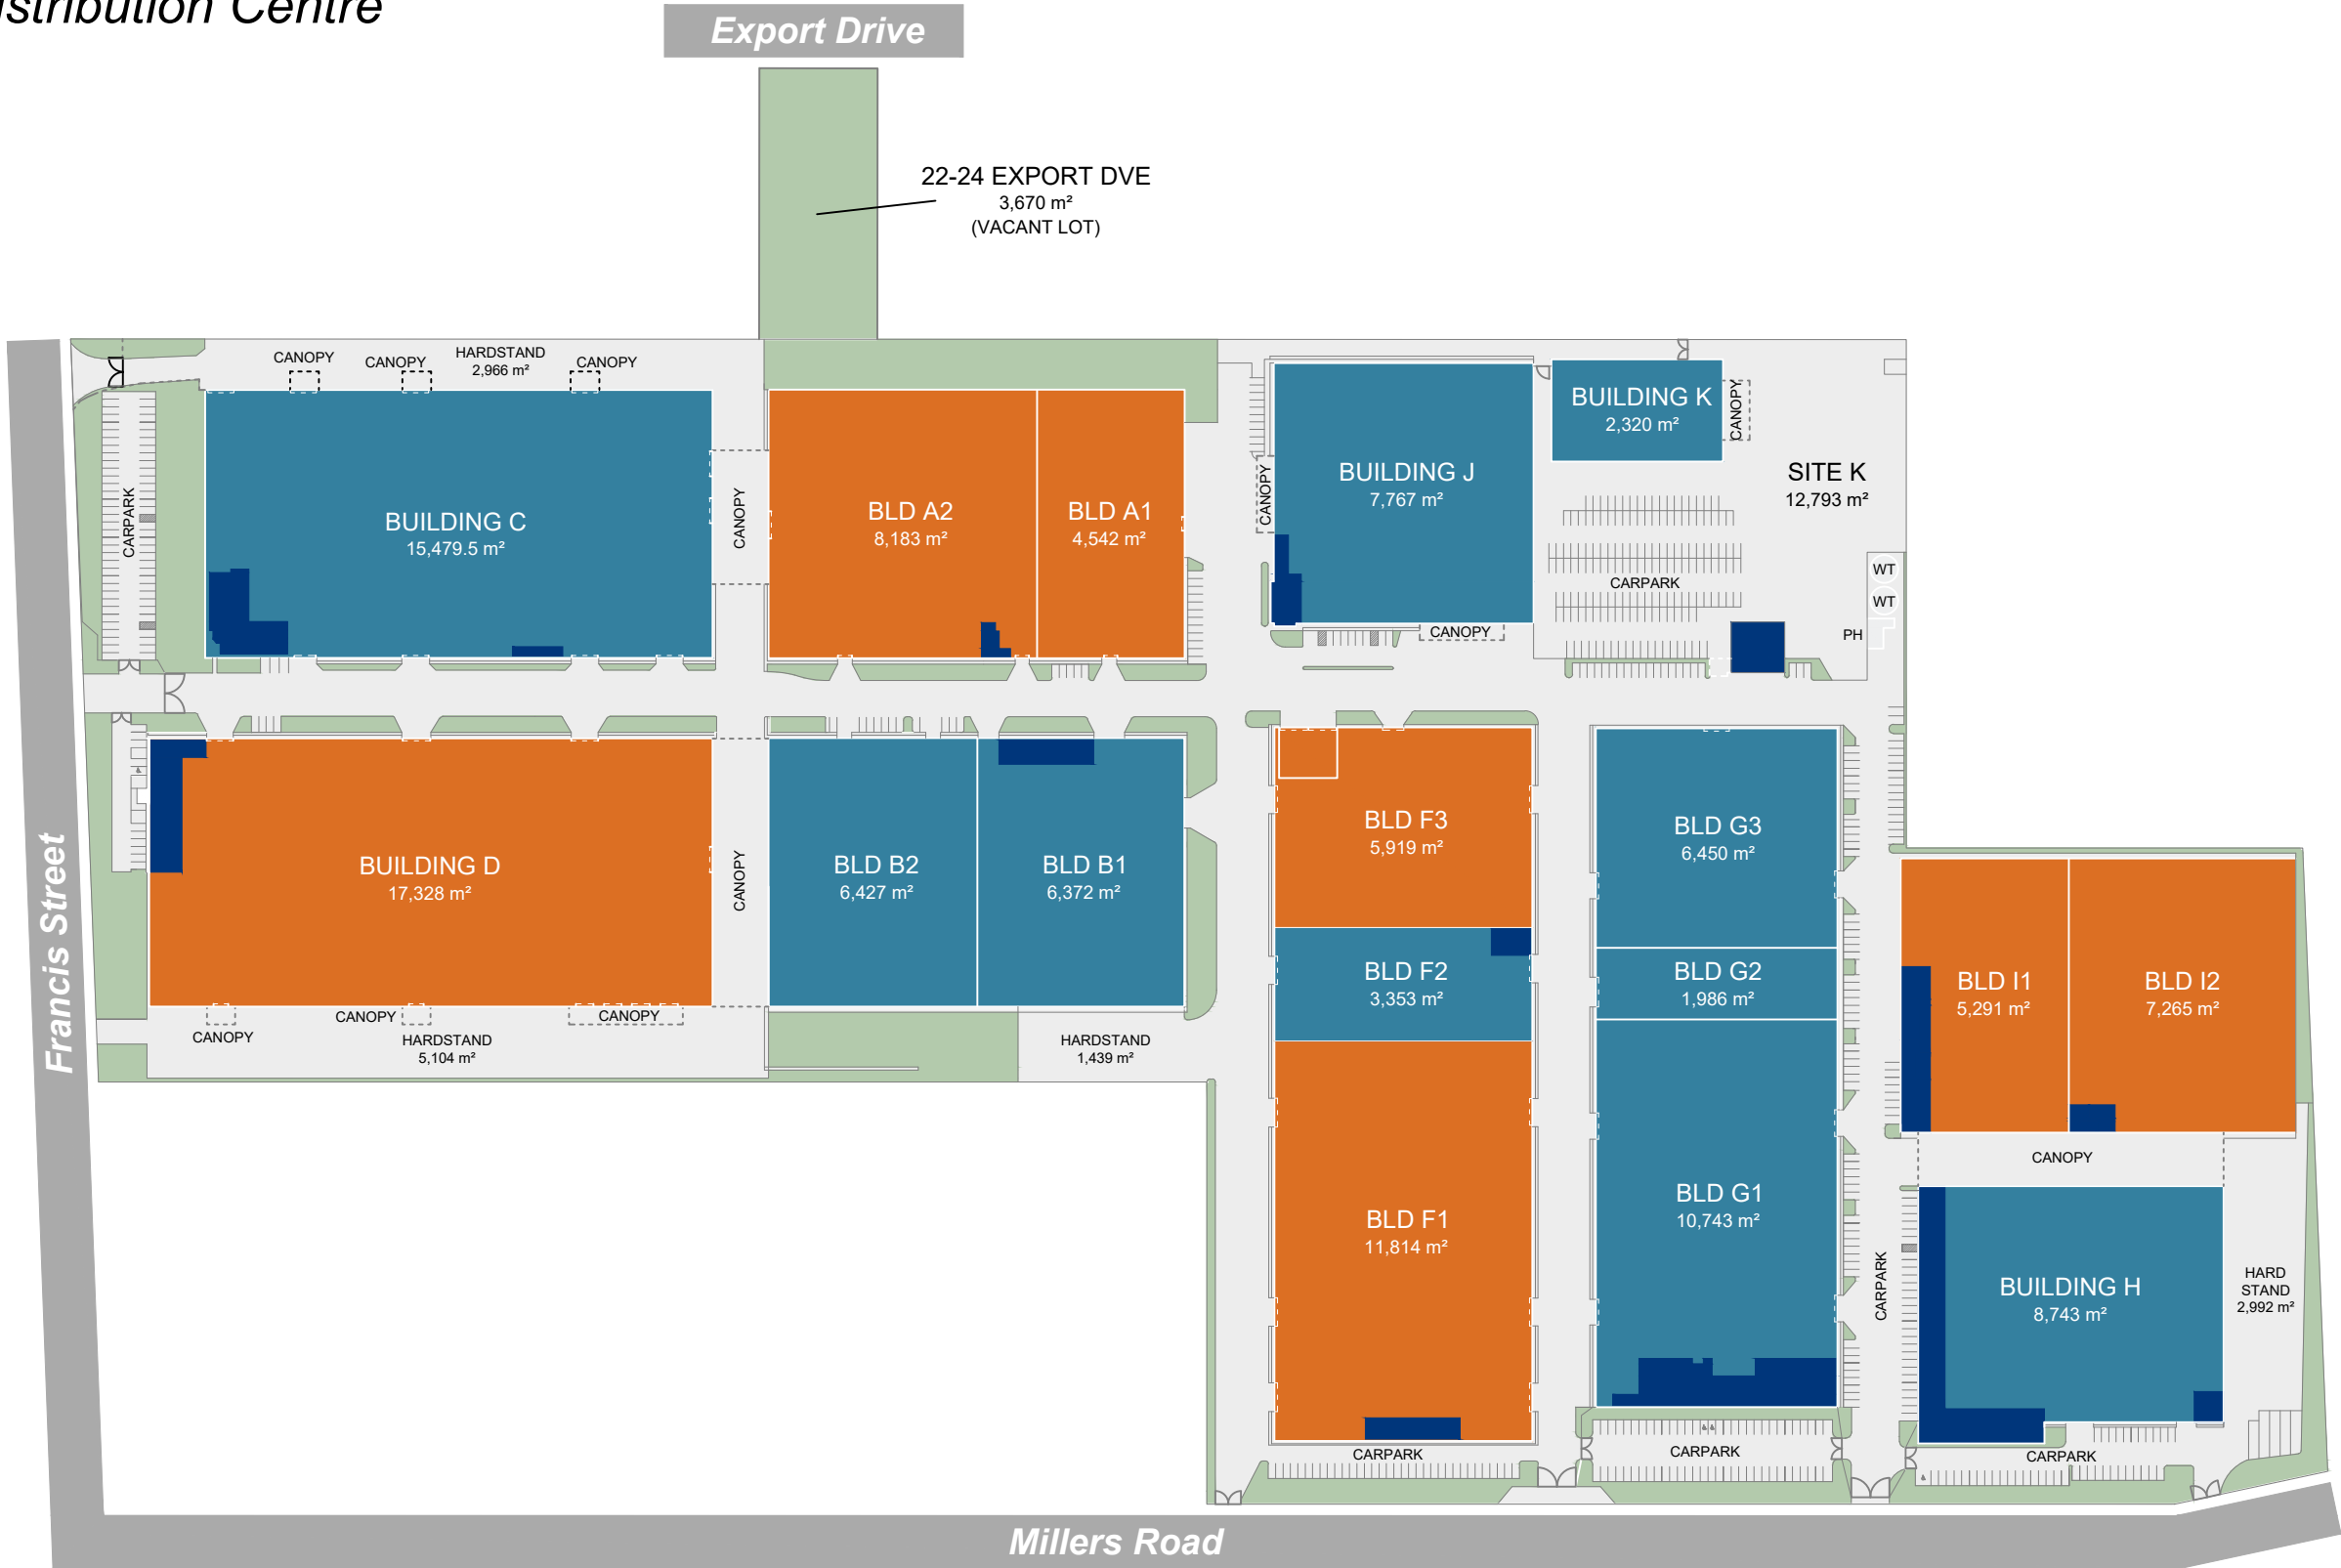 Centre
Export Drive
22-24 EXPORT DVE
3,670 m²
(VACANT LOT)
CANOPY
CANOPY
HARDSTAND
2,966 m²
CANOPY
CARPARK
BUILDING C
15,479.5 m²
CANOPY
BLD A2
8,183 m²
BLD A1
4,542 m²
CANOPY
BUILDING J
7,767 m²
CANOPY
BUILDING K
2,320 m²
CANOPY
SITE K
12,793 m²
CARPARK
WT
WT
PH
Francis Street
BUILDING D
17,328 m²
CANOPY
BLD B2
6,427 m²
BLD B1
6,372 m²
CANOPY
CANOPY
CANOPY
HARDSTAND
5,104 m²
HARDSTAND
1,439 m²
BLD F3
5,919 m²
BLD F2
3,353 m²
BLD F1
11,814 m²
CARPARK
BLD G3
6,450 m²
BLD G2
1,986 m²
BLD G1
10,743 m²
CARPARK
BLD I1
5,291 m²
BLD I2
7,265 m²
CANOPY
CARPARK
BUILDING H
8,743 m²
HARD
STAND
2,992 m²
CARPARK
Millers Road